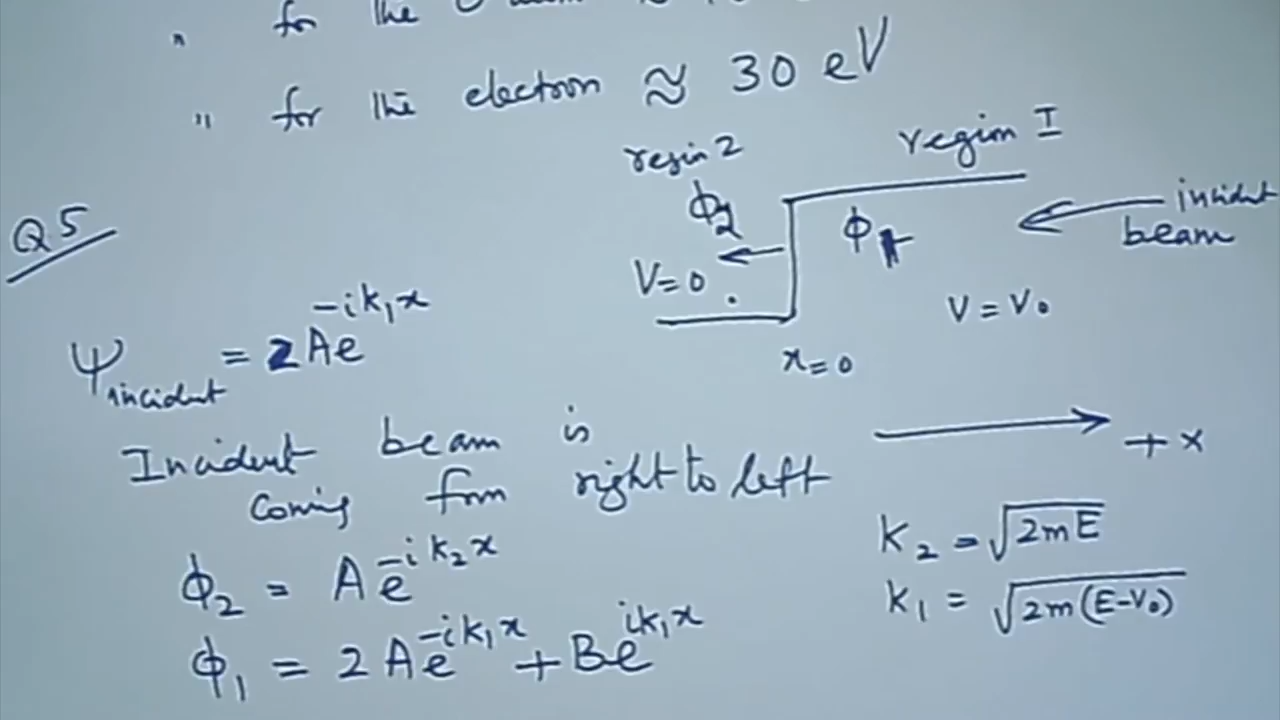 " for the
" for the electron ≈ 30 eV
region I
Q5
ϕ2
ϕ1
incident
beam
V=0
V = V₀
x=0
ψincident = 2Ae^{-ik₁x}
+x
Incident beam is
coming from right to left
K₂ = √2mE
K₁ = √2m(E-V₀)
ϕ₂ = Ae^{-ik₂x}
ϕ₁ = 2Ae^{-ik₁x} + Be^{ik₁x}